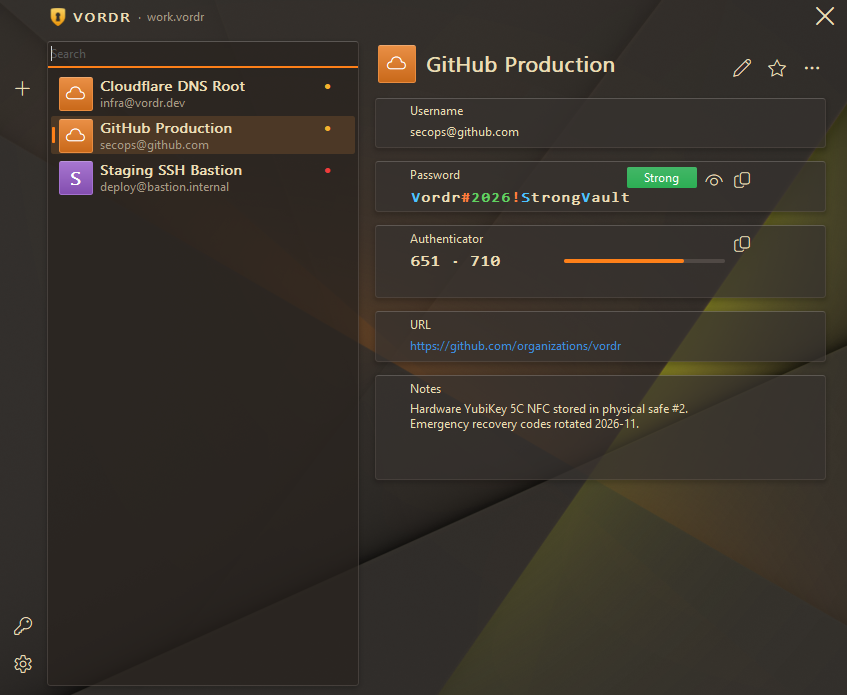 VORDR · work.vordr
Search
Cloudflare DNS Root
infra@vordr.dev
GitHub Production
secops@github.com
S
Staging SSH Bastion
deploy@bastion.internal
GitHub Production
Username
secops@github.com
Password
Strong
Vordr#2026!StrongVault
Authenticator
651 - 710
URL
https://github.com/organizations/vordr
Notes
Hardware YubiKey 5C NFC stored in physical safe #2.
Emergency recovery codes rotated 2026-11.